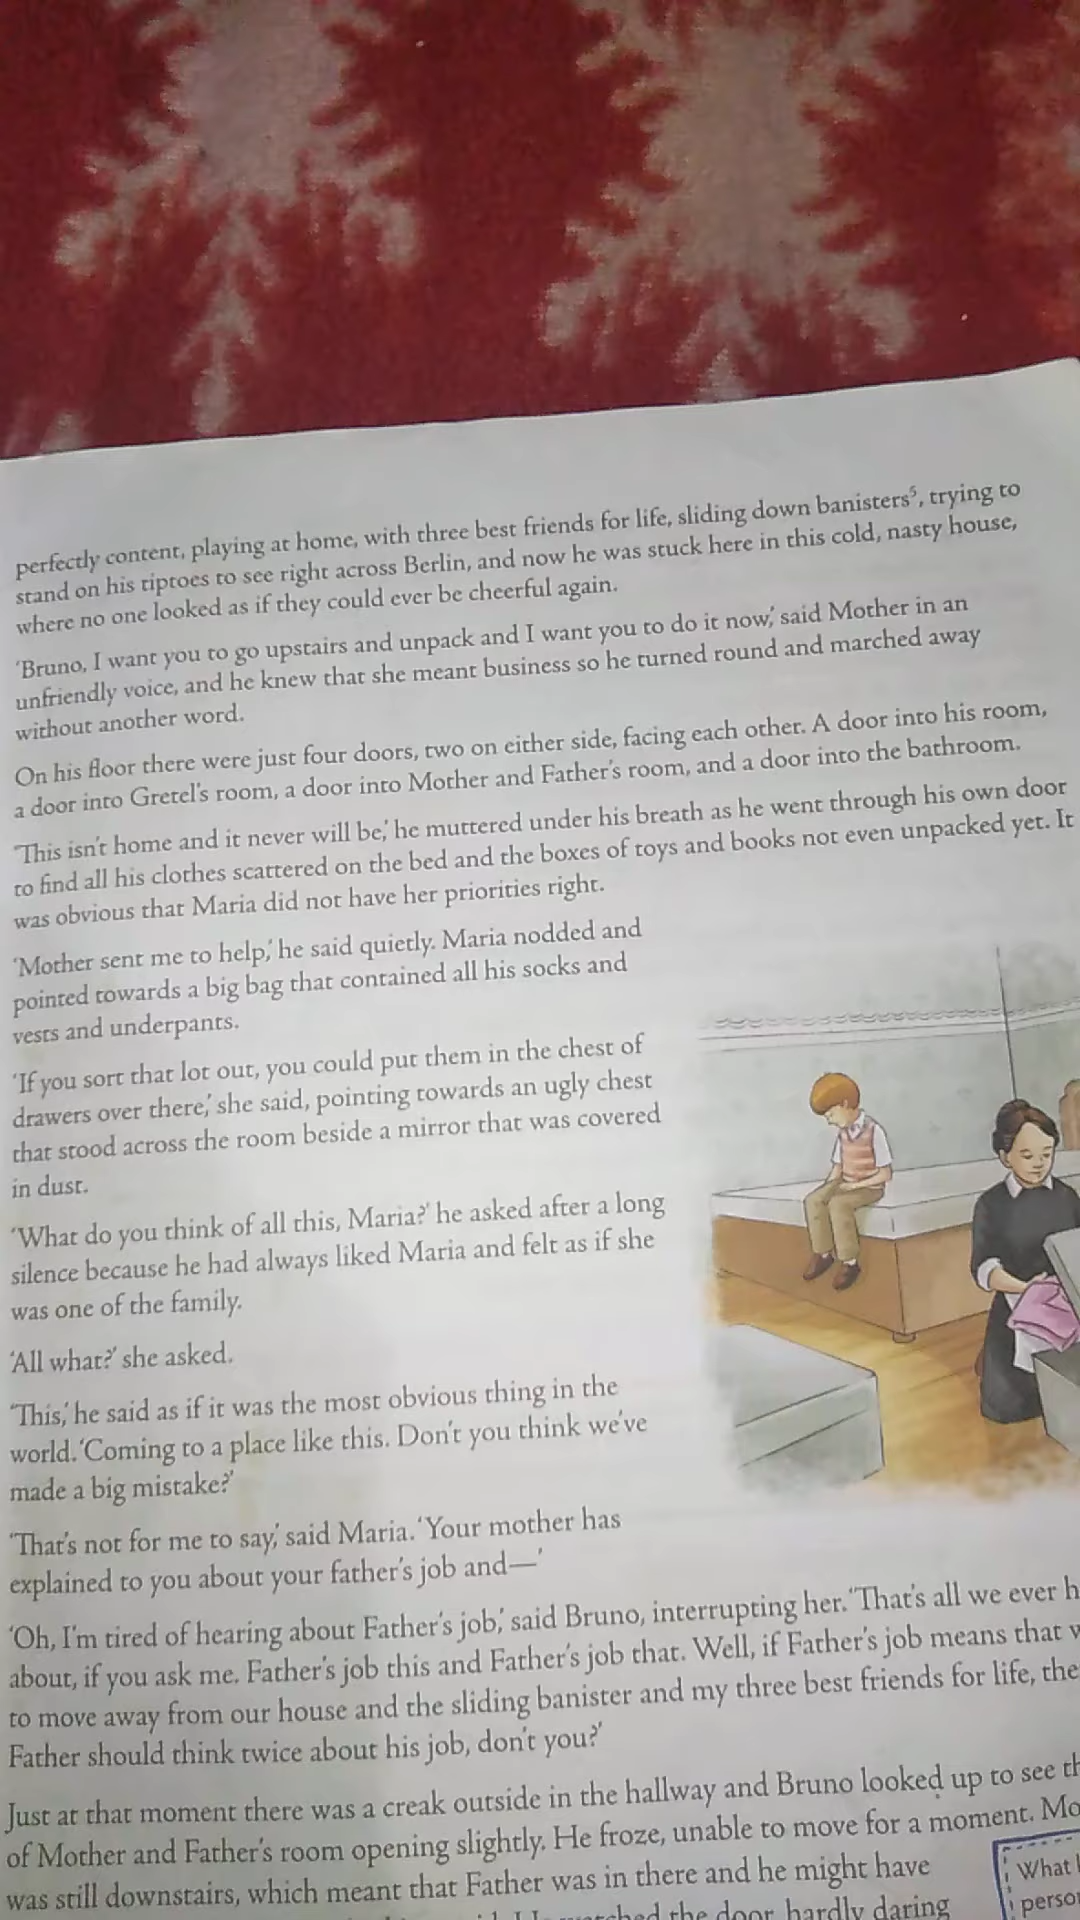 perfectly content, playing at home, with three best friends for life, sliding down banisters⁵, trying to
stand on his tiptoes to see right across Berlin, and now he was stuck here in this cold, nasty house,
where no one looked as if they could ever be cheerful again.
‘Bruno, I want you to go upstairs and unpack and I want you to do it now,’ said Mother in an
unfriendly voice, and he knew that she meant business so he turned round and marched away
without another word.
On his floor there were just four doors, two on either side, facing each other. A door into his room,
a door into Gretel's room, a door into Mother and Father's room, and a door into the bathroom.
‘This isn't home and it never will be,’ he muttered under his breath as he went through his own door
to find all his clothes scattered on the bed and the boxes of toys and books not even unpacked yet. It
was obvious that Maria did not have her priorities right.
‘Mother sent me to help,’ he said quietly. Maria nodded and
pointed towards a big bag that contained all his socks and
vests and underpants.
‘If you sort that lot out, you could put them in the chest of
drawers over there,’ she said, pointing towards an ugly chest
that stood across the room beside a mirror that was covered
in dust.
‘What do you think of all this, Maria?’ he asked after a long
silence because he had always liked Maria and felt as if she
was one of the family.
‘All what?’ she asked.
‘This,’ he said as if it was the most obvious thing in the
world. ‘Coming to a place like this. Don't you think we've
made a big mistake?’
‘That's not for me to say,’ said Maria. ‘Your mother has
explained to you about your father's job and—’
‘Oh, I'm tired of hearing about Father's job,’ said Bruno, interrupting her. ‘That's all we ever
about, if you ask me. Father's job this and Father's job that. Well, if Father's job means that
to move away from our house and the sliding banister and my three best friends for life,
Father should think twice about his job, don't you?’
Just at that moment there was a creak outside in the hallway and Bruno looked up to see
of Mother and Father's room opening slightly. He froze, unable to move for a moment.
was still downstairs, which meant that Father was in there and he might have
the door, hardly daring
What